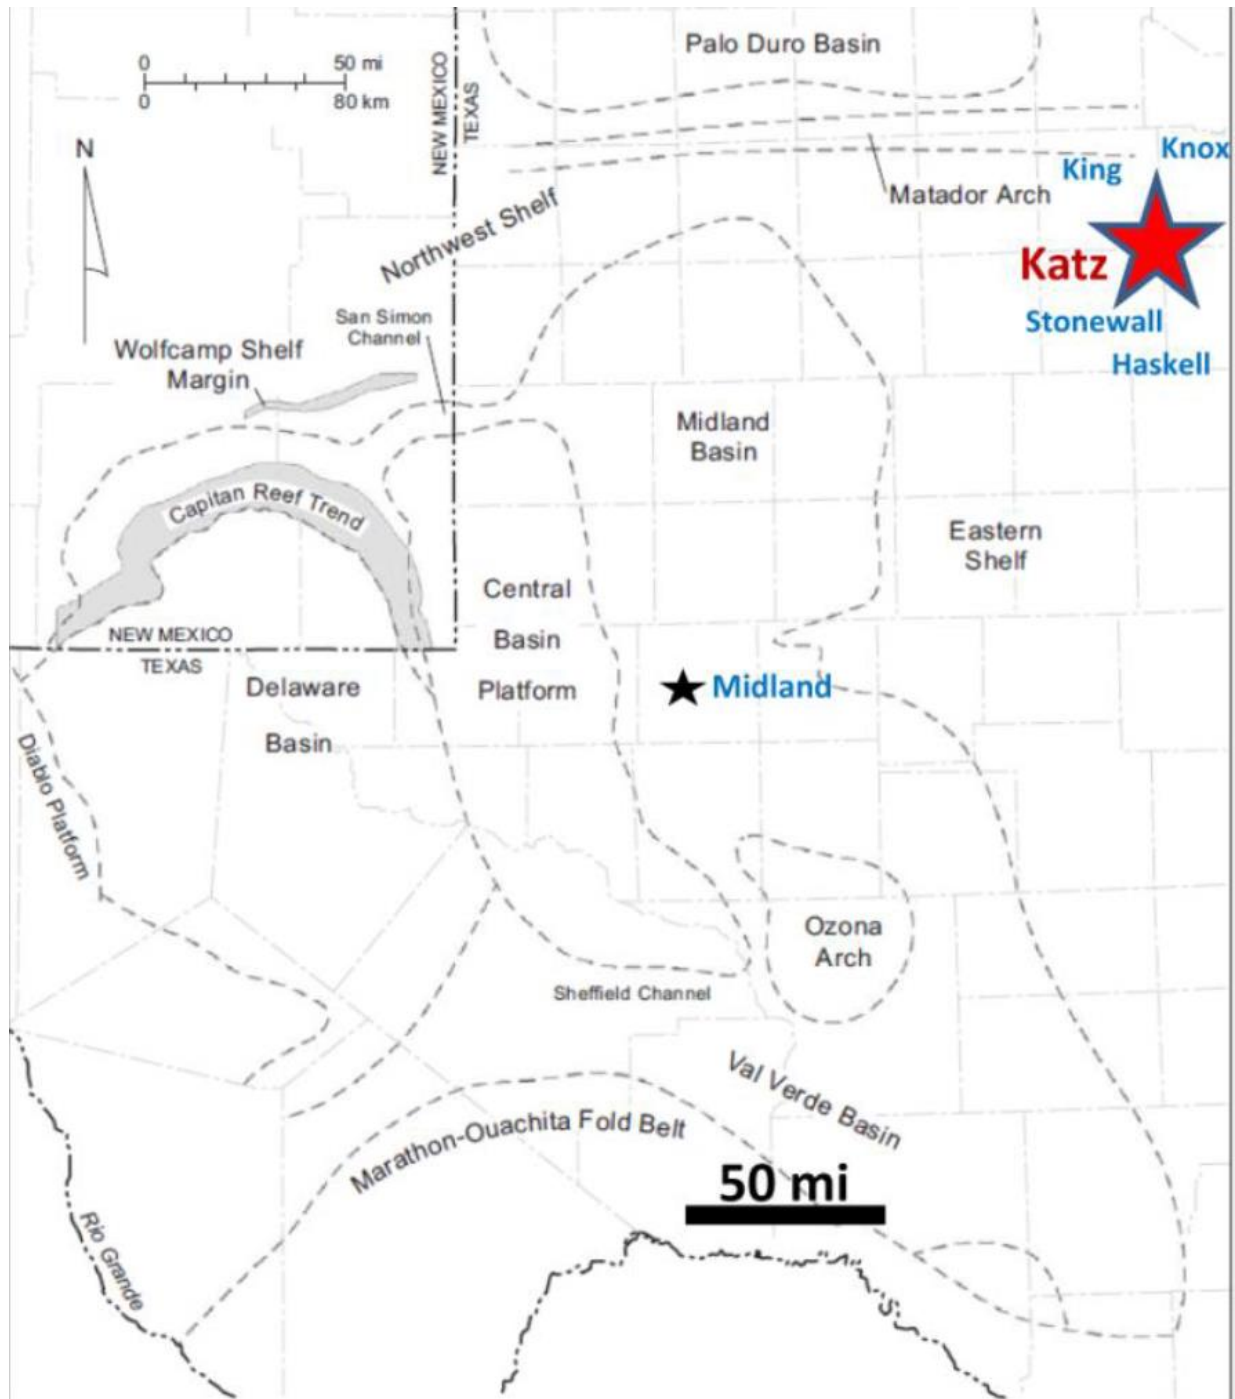 Palo Duro Basin
0 50 mi
0 80 km
NEW MEXICO
TEXAS
N
Knox
King
Matador Arch
Northwest Shelf
Katz
San Simon
Channel
Stonewall
Wolfcamp Shelf
Margin
Haskell
Midland
Basin
Capitan Reef Trend
Eastern
Shelf
Central
Basin
Platform
NEW MEXICO
TEXAS
Delaware
Basin
Midland
Diablo Platform
Ozona
Arch
Sheffield Channel
Val Verde Basin
Marathon-Ouachita Fold Belt
50 mi
Rio Grande